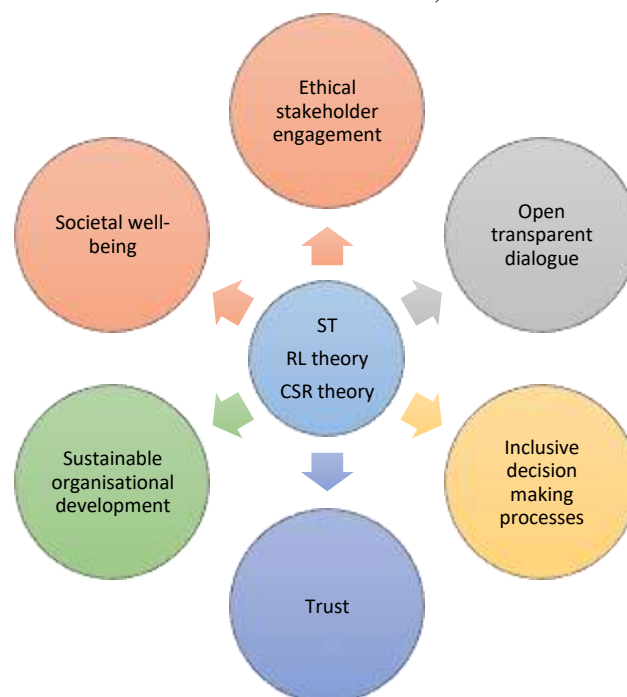 Ethical
stakeholder
engagement
Societal well-
being
Open
transparent
dialogue
ST
RL theory
CSR theory
Sustainable
organisational
development
Inclusive
decision
making
processes
Trust